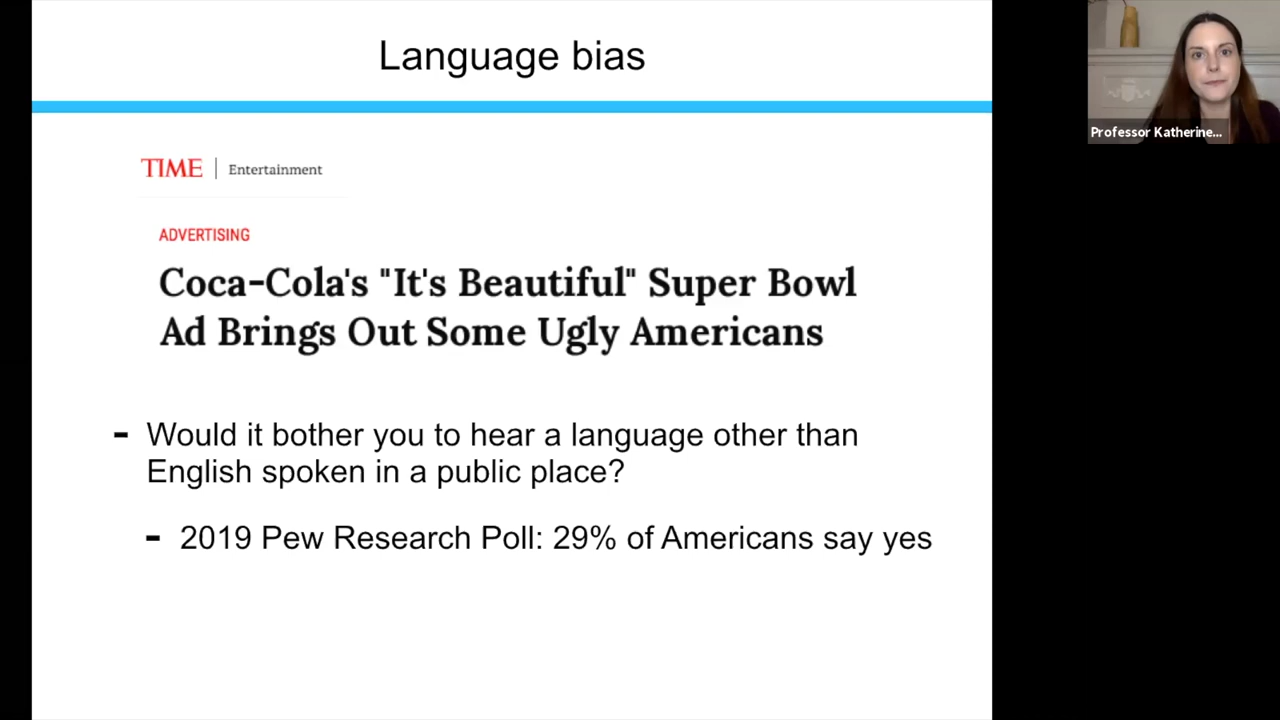 Language bias
TIME | Entertainment
ADVERTISING
Coca-Cola's "It's Beautiful" Super Bowl
Ad Brings Out Some Ugly Americans
- Would it bother you to hear a language other than
English spoken in a public place?
- 2019 Pew Research Poll: 29% of Americans say yes
Professor Katherine...